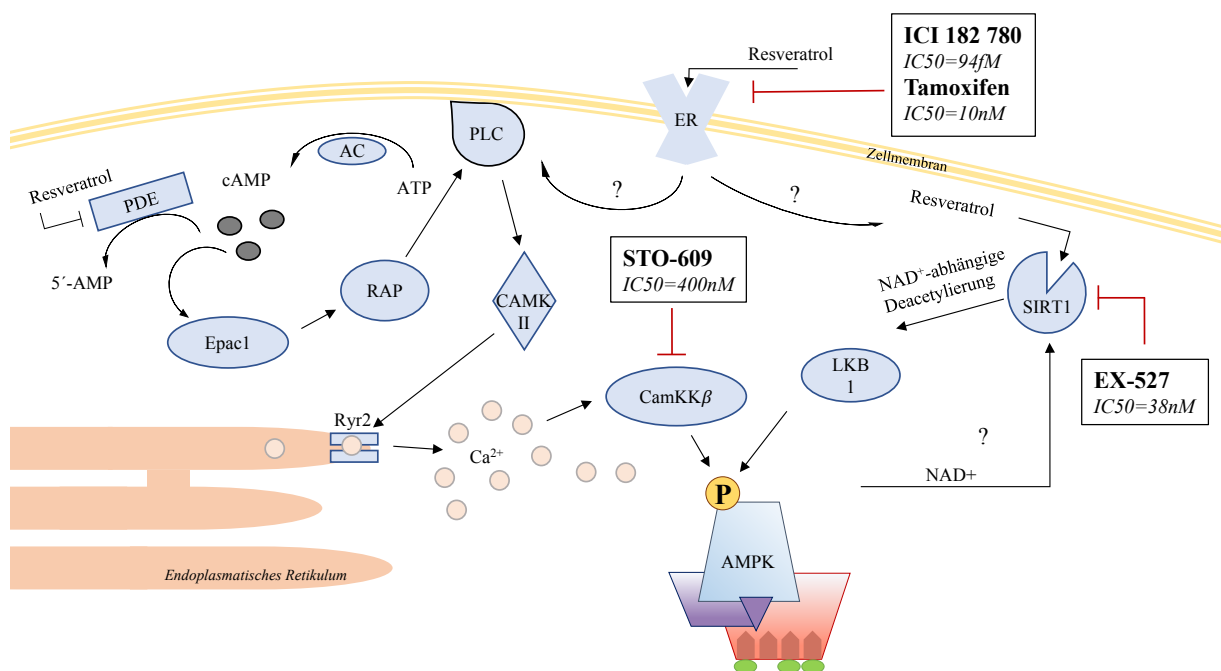 ICI 182 780
IC50=94fM
Tamoxifen
IC50=10nM
Resveratrol
ER
Zellmembran
PLC
AC
ATP
cAMP
Resveratrol
PDE
5´-AMP
?
?
Resveratrol
STO-609
IC50=400nM
NAD⁺-abhängige
Deacetylierung
SIRT1
RAP
CAMK
II
Epac1
EX-527
IC50=38nM
LKB
1
CamKKβ
Ryr2
Ca²⁺
?
NAD+
P
AMPK
Endoplasmatisches Retikulum